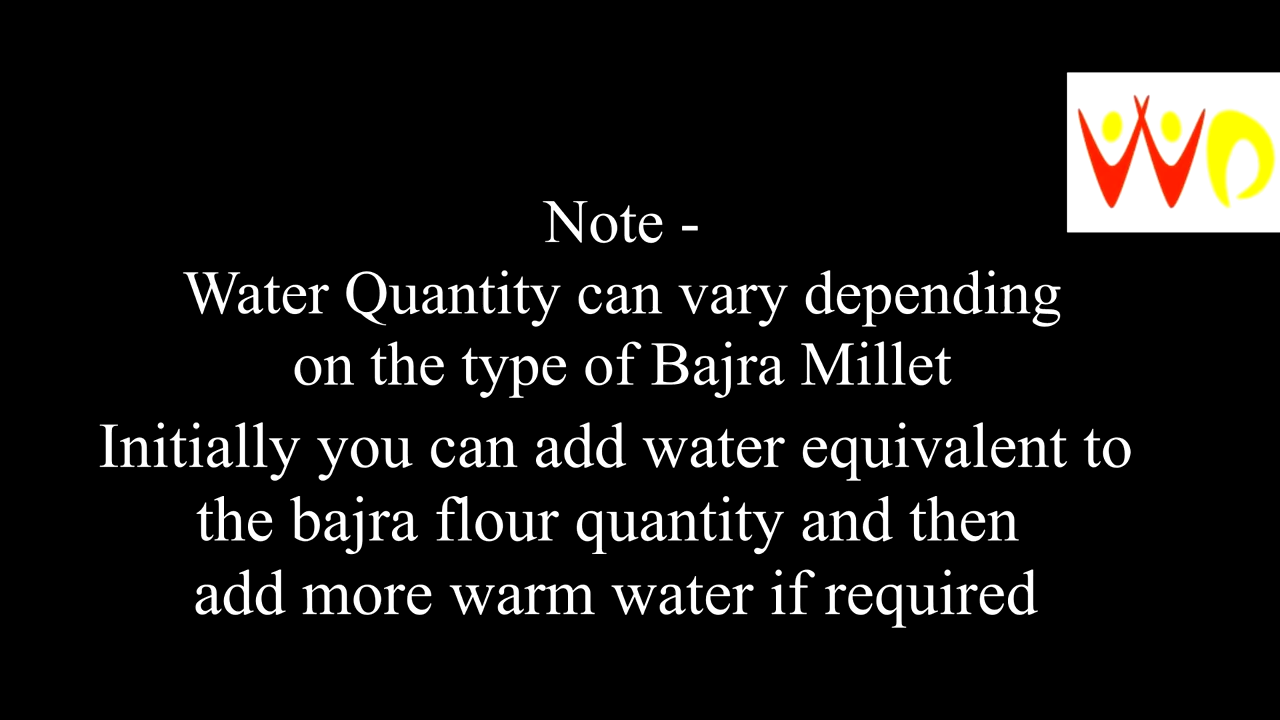 Note -
Water Quantity can vary depending
on the type of Bajra Millet
Initially you can add water equivalent to
the bajra flour quantity and then
add more warm water if required